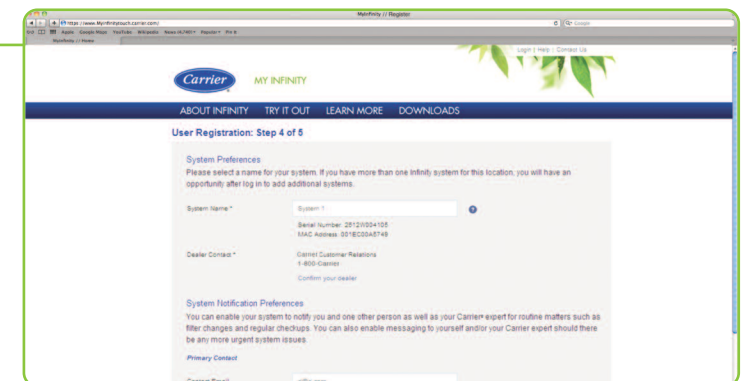 MyInfinity // Register
https://www.MyInfinitytouch.carrier.com/
Google
Apple Google Maps YouTube Wikipedia News Popular
MyInfinity // Home
Login | Help | Contact Us
Carrier
MY INFINITY
ABOUT INFINITY TRY IT OUT LEARN MORE DOWNLOADS
User Registration: Step 4 of 5
System Preferences
Please select a name for your system. If you have more than one Infinity system for this location, you will have an
opportunity after log in to add additional systems.
System Name *
System 1
Serial Number: 2512W004105
MAC Address: 001EC00A5749
Dealer Contact *
Carrier Customer Relations
1-800-Carrier
Confirm your dealer
System Notification Preferences
You can enable your system to notify you and one other person as well as your Carrier® expert for routine matters such as
filter changes and regular checkups. You can also enable messaging to yourself and/or your Carrier expert should there
be any more urgent system issues.
Primary Contact